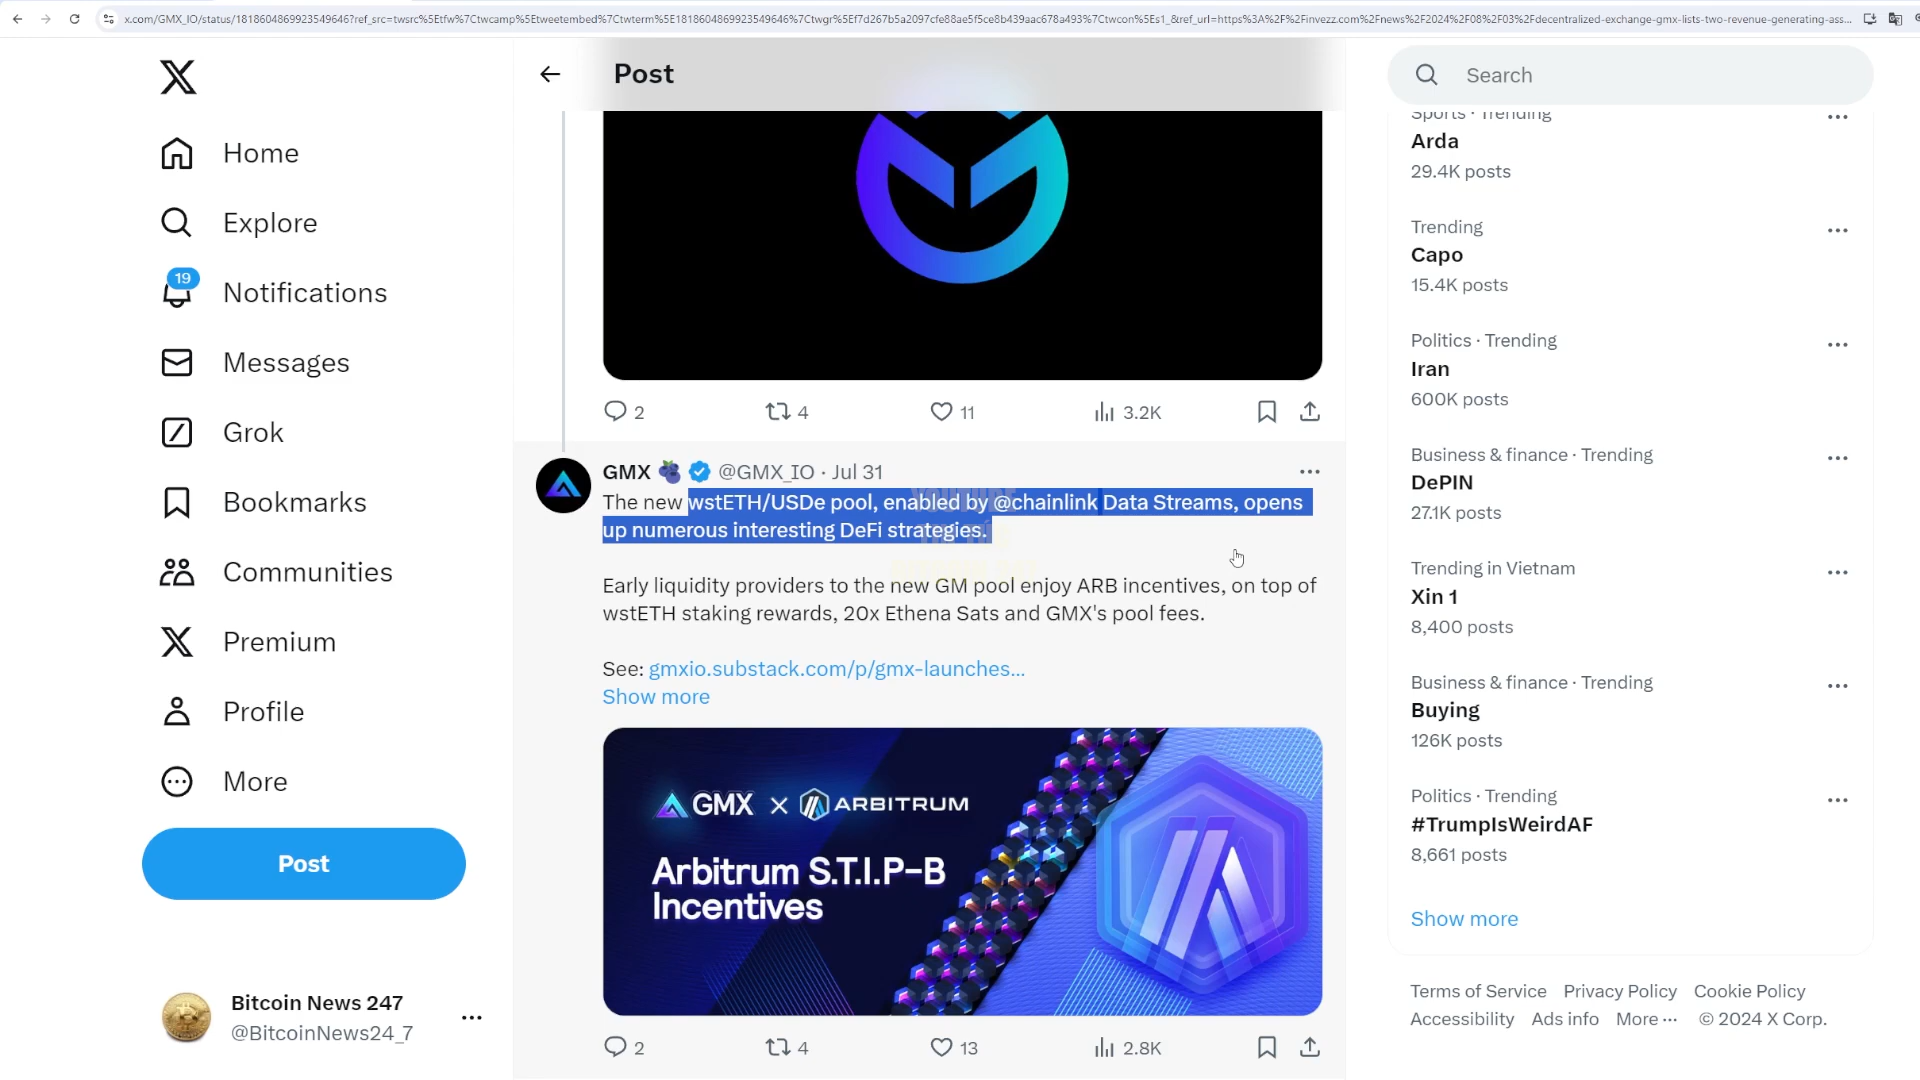 x.com/GMX_IO/status/1818604869923549646?ref_src=twsrc%5Etfw%7Ctwcamp%5Etweetembed%7Ctwterm%5E1818604869923549646%7Ctwgr%5Ef7d267b5a2097cfe88ae5f5ce8b439aac678a493%7Ctwcon%5Es1_&ref_url=https%3A%2F%2Finvezz.com%2Fnews%2F2024%2F08%2F03%2Fdecentralized-exchange-gmx-lists-two-revenue-generating-ass...
Home
Explore
19
Notifications
Messages
Grok
Bookmarks
Communities
Premium
Profile
More
Post
Bitcoin News 247
@BitcoinNews24_7
Post
2 4 11 3.2K
GMX @GMX_IO · Jul 31
The new wstETH/USDe pool, enabled by @chainlink Data Streams, opens
up numerous interesting DeFi strategies.
Early liquidity providers to the new GM pool enjoy ARB incentives, on top of
wstETH staking rewards, 20x Ethena Sats and GMX's pool fees.
See: gmxio.substack.com/p/gmx-launches...
Show more
GMX X ARBITRUM
Arbitrum S.T.I.P-B
Incentives
2 4 13 2.8K
Search
Sports · Trending
Arda
29.4K posts
Trending
Capo
15.4K posts
Politics · Trending
Iran
600K posts
Business & finance · Trending
DePIN
27.1K posts
Trending in Vietnam
Xin 1
8,400 posts
Business & finance · Trending
Buying
126K posts
Politics · Trending
#TrumpIsWeirdAF
8,661 posts
Show more
Terms of Service Privacy Policy Cookie Policy
Accessibility Ads info More ··· © 2024 X Corp.